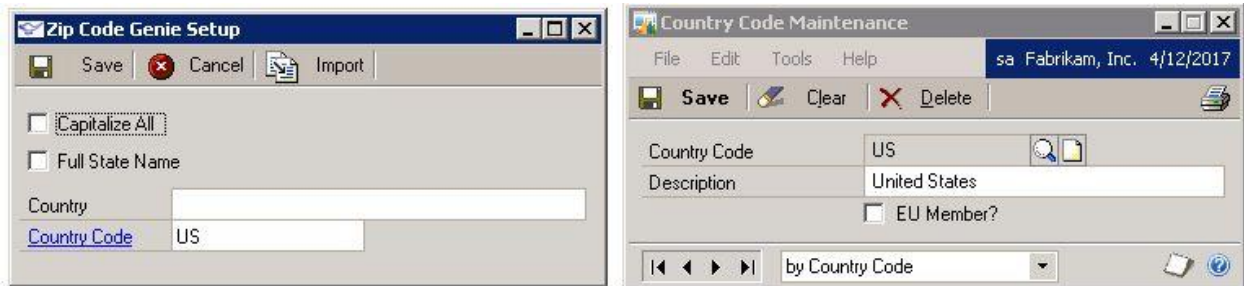 Zip Code Genie Setup
Save Cancel Import
Capitalize All
Full State Name
Country
Country Code US
Country Code Maintenance
File Edit Tools Help sa Fabrikam, Inc. 4/12/2017
Save Clear Delete
Country Code US
Description United States
EU Member?
by Country Code